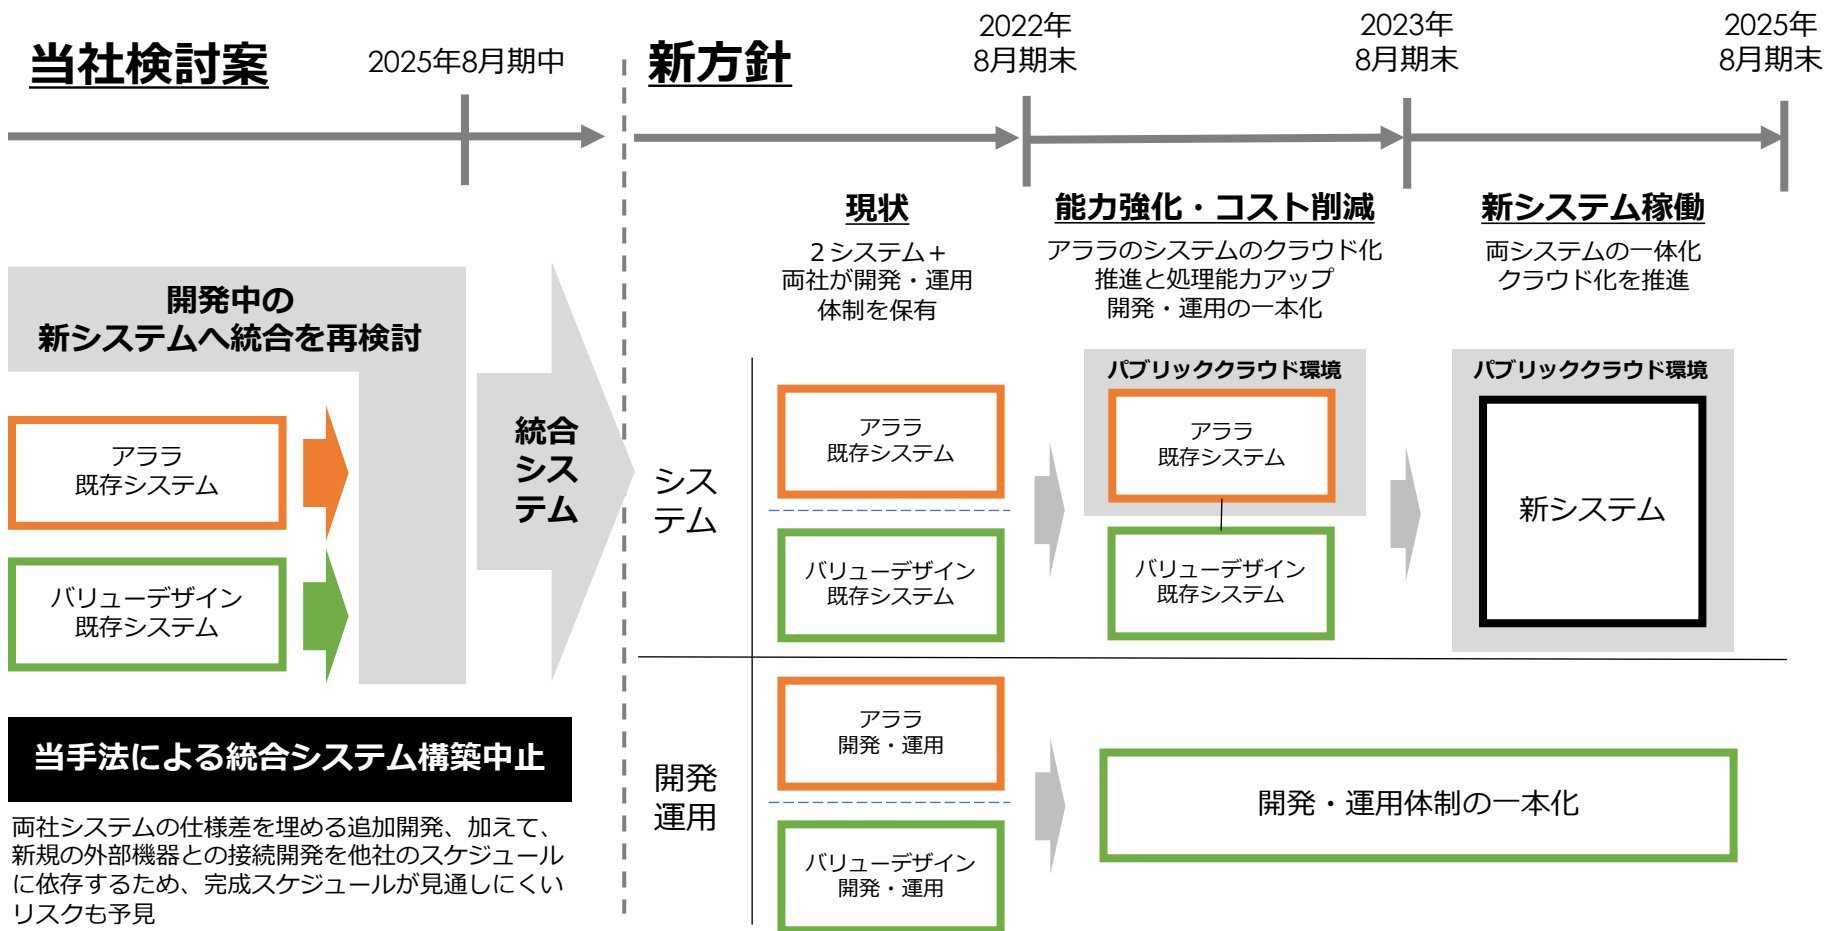 当社検討案
2025年8月期中
開発中の
新システムへ統合を再検討
アララ
既存システム
バリューデザイン
既存システム
統合
シス
テム
当手法による統合システム構築中止
両社システムの仕様差を埋める追加開発、加えて、
新規の外部機器との接続開発を他社のスケジュール
に依存するため、完成スケジュールが見通しにくい
リスクも予見
新方針
2022年
8月期末
2023年
8月期末
2025年
8月期末
現状
2システム+
両社が開発・運用
体制を保有
能力強化・コスト削減
アララのシステムのクラウド化
推進と処理能力アップ
開発・運用の一本化
新システム稼働
両システムの一体化
クラウド化を推進
シス
テム
アララ
既存システム
バリューデザイン
既存システム
パブリッククラウド環境
アララ
既存システム
バリューデザイン
既存システム
パブリッククラウド環境
新システム
開発
運用
アララ
開発・運用
バリューデザイン
開発・運用
開発・運用体制の一本化